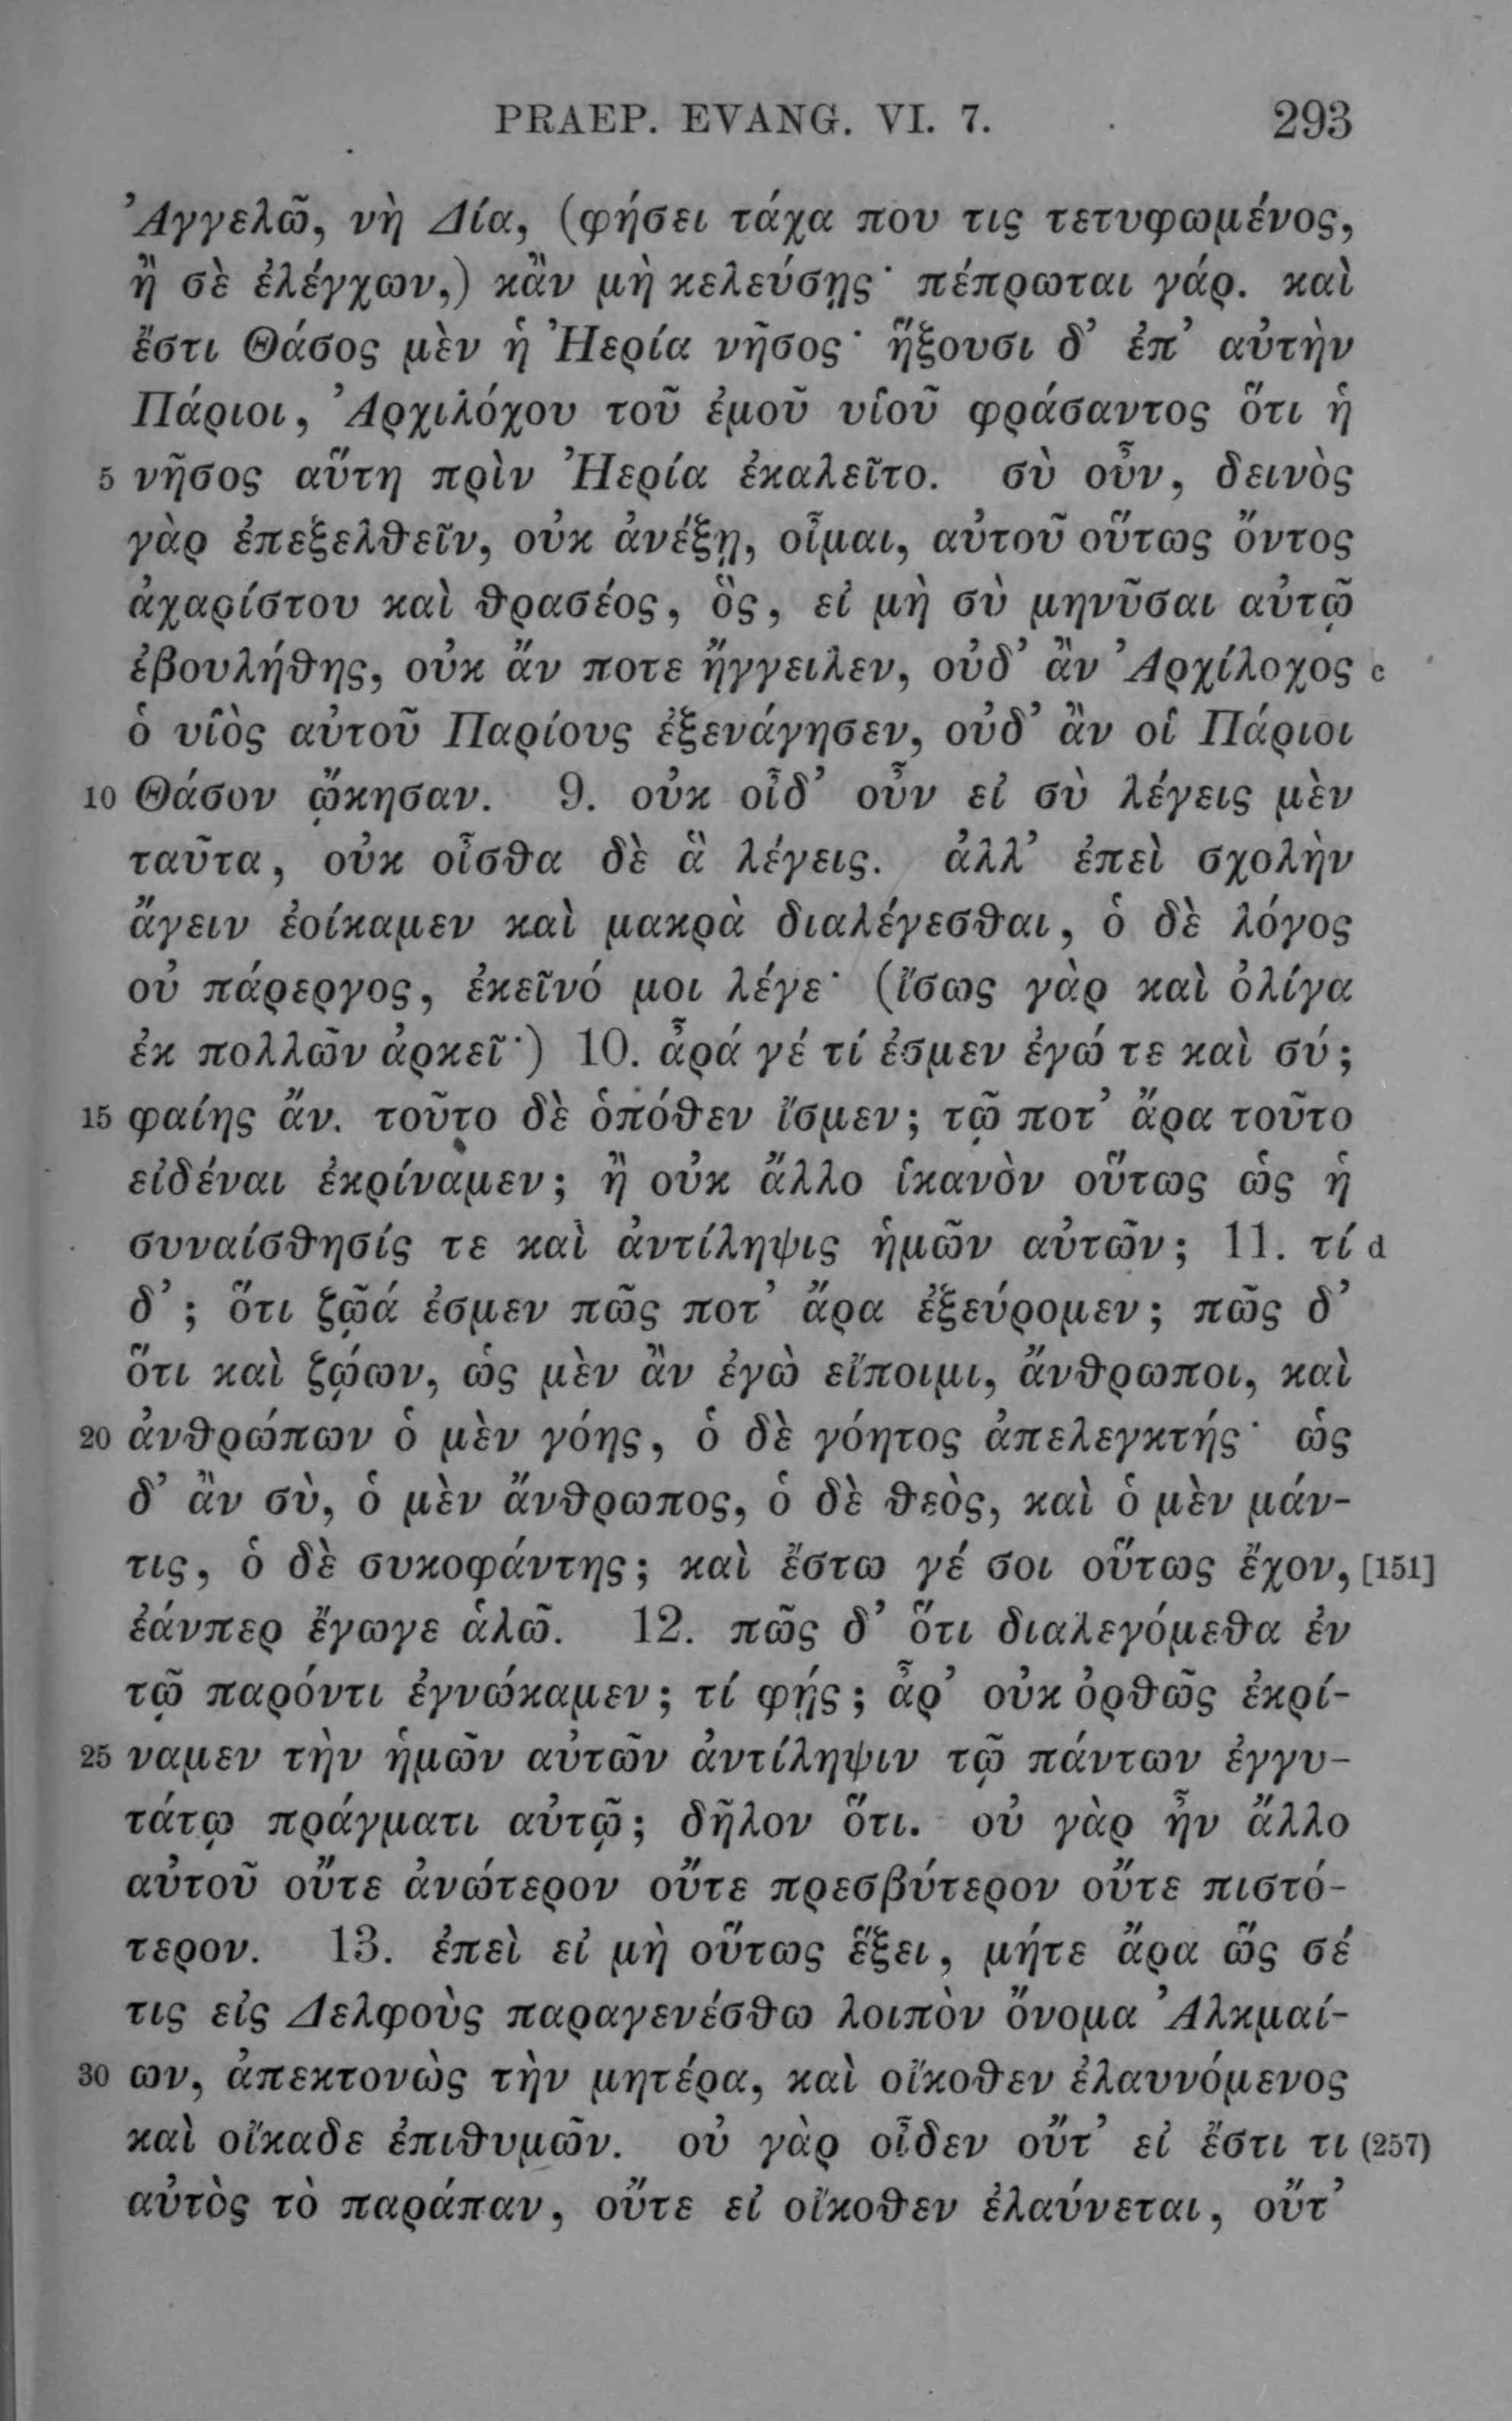 PRAEP. EVANG. VI. 7. 293
Ἀγγελῶ, νὴ Δία, (φήσει τάχα που τις τετυφωμένος,
ἢ σὲ ἐλέγχων,) κἂν μὴ κελεύσῃς· πέπρωται γάρ. καὶ
ἔστι Θάσος μὲν ἡ Ἠερία νῆσος· ἥξουσι δ’ ἐπ’ αὐτὴν
Πάριοι, Ἀρχιλόχου τοῦ ἐμοῦ υἱοῦ φράσαντος ὅτι ἡ
5 νῆσος αὕτη πρὶν Ἠερία ἐκαλεῖτο. σὺ οὖν, δεινὸς
γὰρ ἐπεξελθεῖν, οὐκ ἀνέξῃ, οἶμαι, αὐτοῦ οὕτως ὄντος
ἀχαρίστου καὶ θρασέος, ὃς, εἰ μὴ σὺ μηνῦσαι αὐτῷ
ἐβουλήθης, οὐκ ἄν ποτε ἤγγειλεν, οὐδ’ ἂν Ἀρχίλοχος c
ὁ υἱὸς αὐτοῦ Παρίους ἐξενάγησεν, οὐδ’ ἂν οἱ Πάριοι
10 Θάσον ᾤκησαν. 9. οὐκ οἶδ’ οὖν εἰ σὺ λέγεις μὲν
ταῦτα, οὐκ οἶσθα δὲ ἃ λέγεις. ἀλλ’ ἐπεὶ σχολὴν
ἄγειν ἐοίκαμεν καὶ μακρὰ διαλέγεσθαι, ὁ δὲ λόγος
οὐ πάρεργος, ἐκεῖνό μοι λέγε· (ἴσως γὰρ καὶ ὀλίγα
ἐκ πολλῶν ἀρκεῖ·) 10. ἆρά γέ τί ἐσμεν ἐγώ τε καὶ σύ;
15 φαίης ἄν. τοῦτο δὲ ὁπόθεν ἴσμεν; τῷ ποτ’ ἄρα τοῦτο
εἰδέναι ἐκρίναμεν; ἢ οὐκ ἄλλο ἱκανὸν οὕτως ὡς ἡ
συναίσθησίς τε καὶ ἀντίληψις ἡμῶν αὐτῶν; 11. τί d
δ’; ὅτι ζῷά ἐσμεν πῶς ποτ’ ἄρα ἐξεύρομεν; πῶς δ’
ὅτι καὶ ζῴων, ὡς μὲν ἂν ἐγὼ εἴποιμι, ἄνθρωποι, καὶ
20 ἀνθρώπων ὁ μὲν γόης, ὁ δὲ γόητος ἀπελεγκτής· ὡς
δ’ ἂν σὺ, ὁ μὲν ἄνθρωπος, ὁ δὲ θεὸς, καὶ ὁ μὲν μάν-
τις, ὁ δὲ συκοφάντης; καὶ ἔστω γέ σοι οὕτως ἔχον, [151]
ἐάνπερ ἔγωγε ἁλῶ. 12. πῶς δ’ ὅτι διαλεγόμεθα ἐν
τῷ παρόντι ἐγνώκαμεν; τί φῄς; ἆρ’ οὐκ ὀρθῶς ἐκρί-
25 ναμεν τὴν ἡμῶν αὐτῶν ἀντίληψιν τῷ πάντων ἐγγυ-
τάτῳ πράγματι αὐτῷ; δῆλον ὅτι. οὐ γὰρ ἦν ἄλλο
αὐτοῦ οὔτε ἀνώτερον οὔτε πρεσβύτερον οὔτε πιστό-
τερον. 13. ἐπεὶ εἰ μὴ οὕτως ἕξει, μήτε ἄρα ὥς σέ
τις εἰς Δελφοὺς παραγενέσθω λοιπὸν ὄνομα Ἀλκμαί-
30 ων, ἀπεκτονὼς τὴν μητέρα, καὶ οἴκοθεν ἐλαυνόμενος
καὶ οἴκαδε ἐπιθυμῶν. οὐ γὰρ οἶδεν οὔτ’ εἰ ἔστι τι (257)
αὐτὸς τὸ παράπαν, οὔτε εἰ οἴκοθεν ἐλαύνεται, οὔτ’